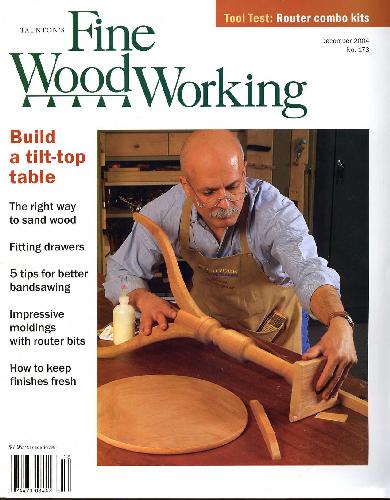 Tool Test: Router combo kits
TAUNTON'S
Fine
WoodWorking
December 2004
No. 173
Build
a tilt-top
table
The right way
to sand wood
Fitting drawers
5 tips for better
bandsawing
Impressive
moldings
with router bits
How to keep
finishes fresh